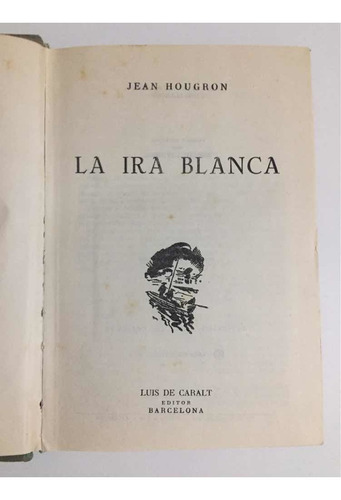 JEAN HOUGRON
LA IRA BLANCA
LUIS DE CARALT
EDITOR
BARCELONA